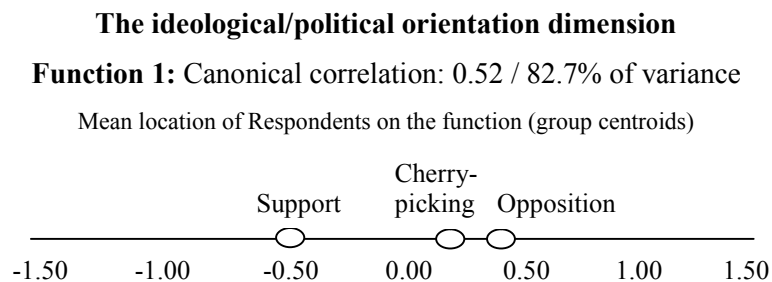 The ideological/political orientation dimension
Function 1: Canonical correlation: 0.52 / 82.7% of variance
Mean location of Respondents on the function (group centroids)
Cherry-
Support picking Opposition
-1.50 -1.00 -0.50 0.00 0.50 1.00 1.50